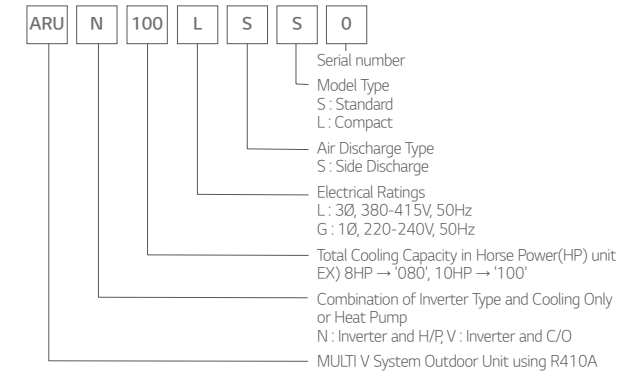 ARU N 100 L S S 0
Serial number
Model Type
S : Standard
L : Compact
Air Discharge Type
S : Side Discharge
Electrical Ratings
L : 3Ø, 380-415V, 50Hz
G : 1Ø, 220-240V, 50Hz
Total Cooling Capacity in Horse Power(HP) unit
EX) 8HP → '080', 10HP → '100'
Combination of Inverter Type and Cooling Only
or Heat Pump
N : Inverter and H/P, V : Inverter and C/O
MULTI V System Outdoor Unit using R410A